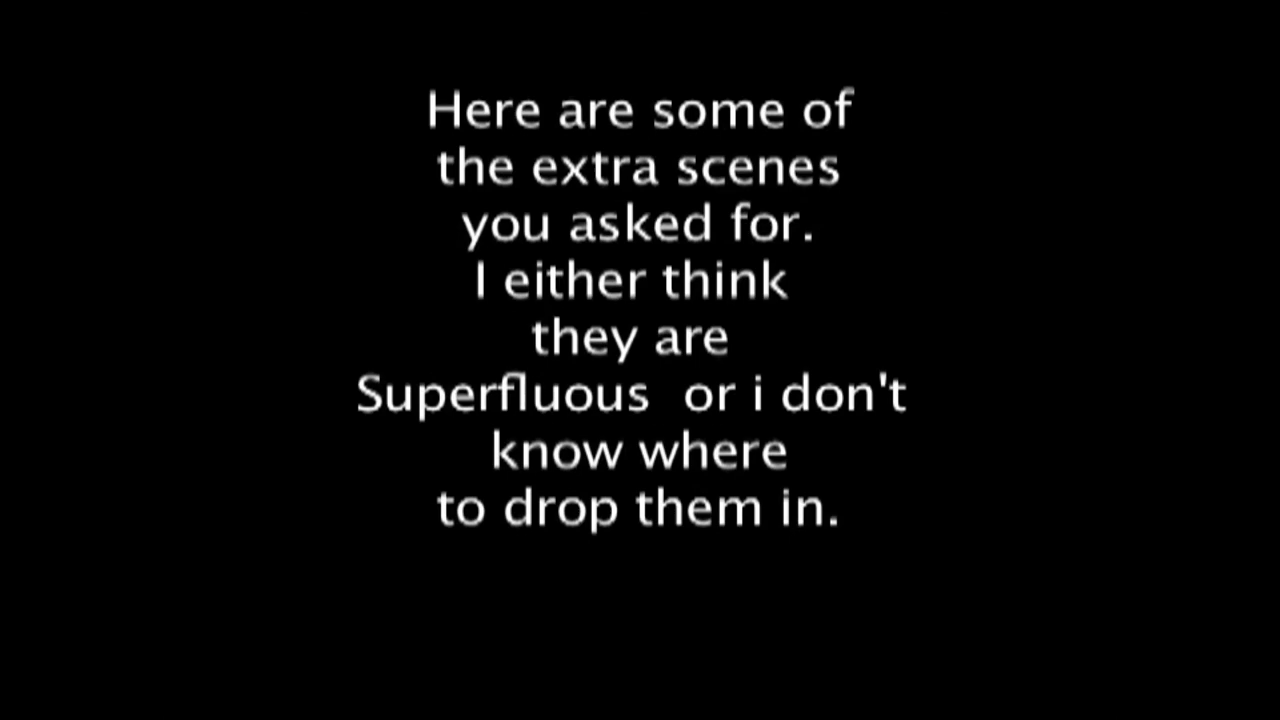 Here are some of
the extra scenes
you asked for.
I either think
they are
Superfluous  or i don't
know where
to drop them in.